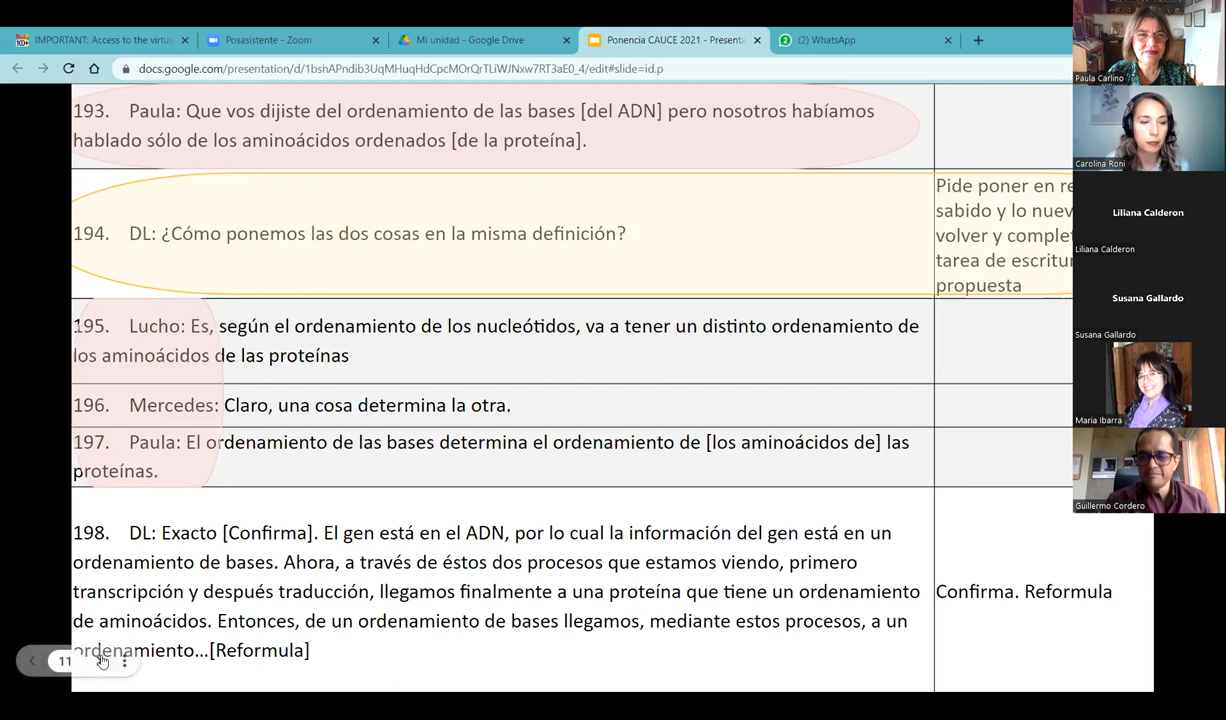 IMPORTANT: Access to the virtu
Posasistente - Zoom
Mi unidad - Google Drive
Ponencia CAUCE 2021 - Presenta
(2) WhatsApp
docs.google.com/presentation/d/1bshAPndib3UqMHuqHdCpcMOrQrTLiWJNxw7RT3aE0_4/edit#slide=id.p
193. Paula: Que vos dijiste del ordenamiento de las bases [del ADN] pero nosotros habíamos
hablado sólo de los aminoácidos ordenados [de la proteína].
194. DL: ¿Cómo ponemos las dos cosas en la misma definición?
Pide poner en re
sabido y lo nuev
volver y complet
tarea de escritur
propuesta
195. Lucho: Es, según el ordenamiento de los nucleótidos, va a tener un distinto ordenamiento de
los aminoácidos de las proteínas
196. Mercedes: Claro, una cosa determina la otra.
197. Paula: El ordenamiento de las bases determina el ordenamiento de [los aminoácidos de] las
proteínas.
198. DL: Exacto [Confirma]. El gen está en el ADN, por lo cual la información del gen está en un
ordenamiento de bases. Ahora, a través de éstos dos procesos que estamos viendo, primero
transcripción y después traducción, llegamos finalmente a una proteína que tiene un ordenamiento
de aminoácidos. Entonces, de un ordenamiento de bases llegamos, mediante estos procesos, a un
ordenamiento...[Reformula]
Confirma. Reformula
11
Paula Carlino
Carolina Roni
Liliana Calderon
Liliana Calderon
Susana Gallardo
Susana Gallardo
Maria Ibarra
Guillermo Cordero